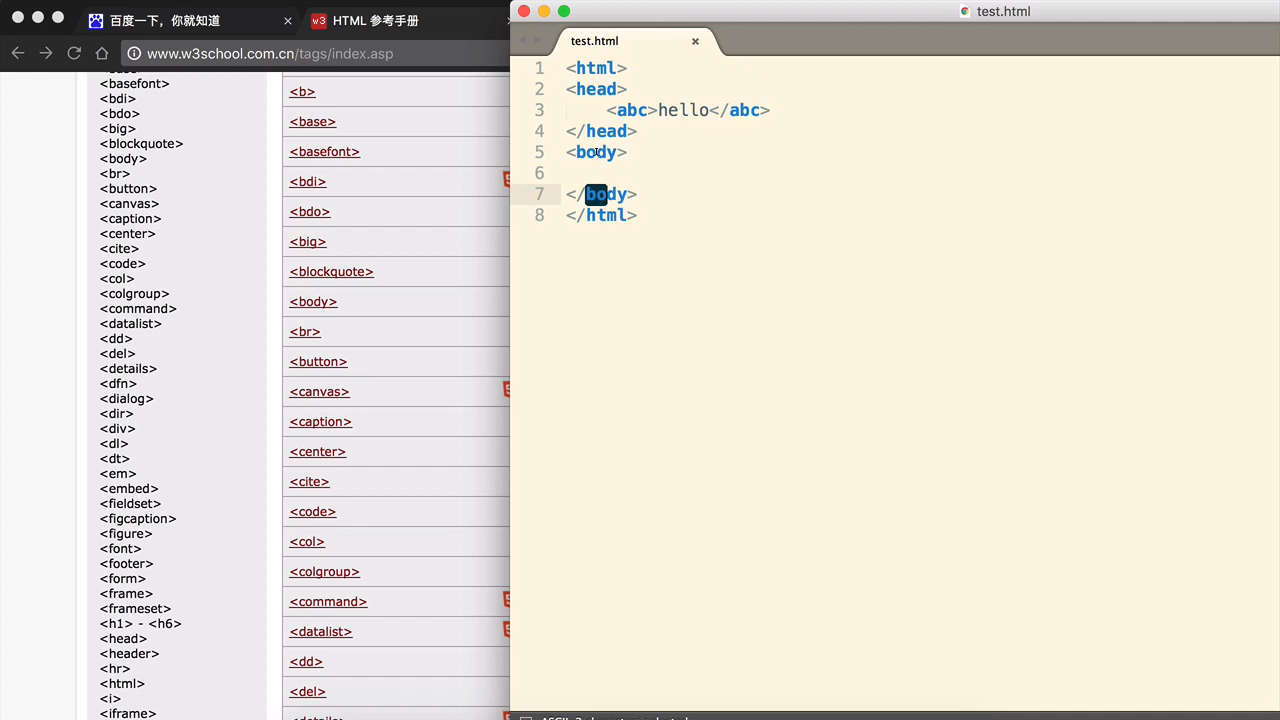 百度一下，你就知道
HTML 参考手册
www.w3school.com.cn/tags/index.asp
<basefont>
<bdi>
<bdo>
<big>
<blockquote>
<body>
<br>
<button>
<canvas>
<caption>
<center>
<cite>
<code>
<col>
<colgroup>
<command>
<datalist>
<dd>
<del>
<details>
<dfn>
<dialog>
<dir>
<div>
<dl>
<dt>
<em>
<embed>
<fieldset>
<figcaption>
<figure>
<font>
<footer>
<form>
<frame>
<frameset>
<h1> - <h6>
<head>
<header>
<hr>
<html>
<i>
<iframe>
<b>
<base>
<basefont>
<bdi>
<bdo>
<big>
<blockquote>
<body>
<br>
<button>
<canvas>
<caption>
<center>
<cite>
<code>
<col>
<colgroup>
<command>
<datalist>
<dd>
<del>
test.html
test.html
1 <html>
2 <head>
3 <abc>hello</abc>
4 </head>
5 <body>
6
7 </body>
8 </html>